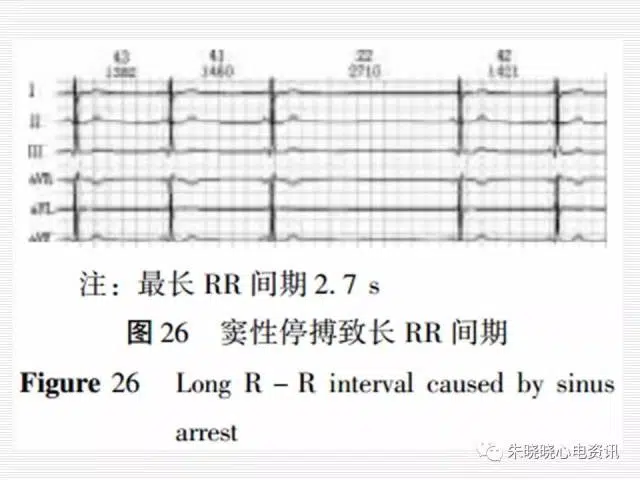 43 41 22 42
1382 1460 2710 1421
I
II
III
aVR
aVL
aVF
注：最长 RR 间期 2. 7 s
图 26 窦性停搏致长 RR 间期
Figure 26 Long R - R interval caused by sinus
arrest
朱晓晓心电资讯